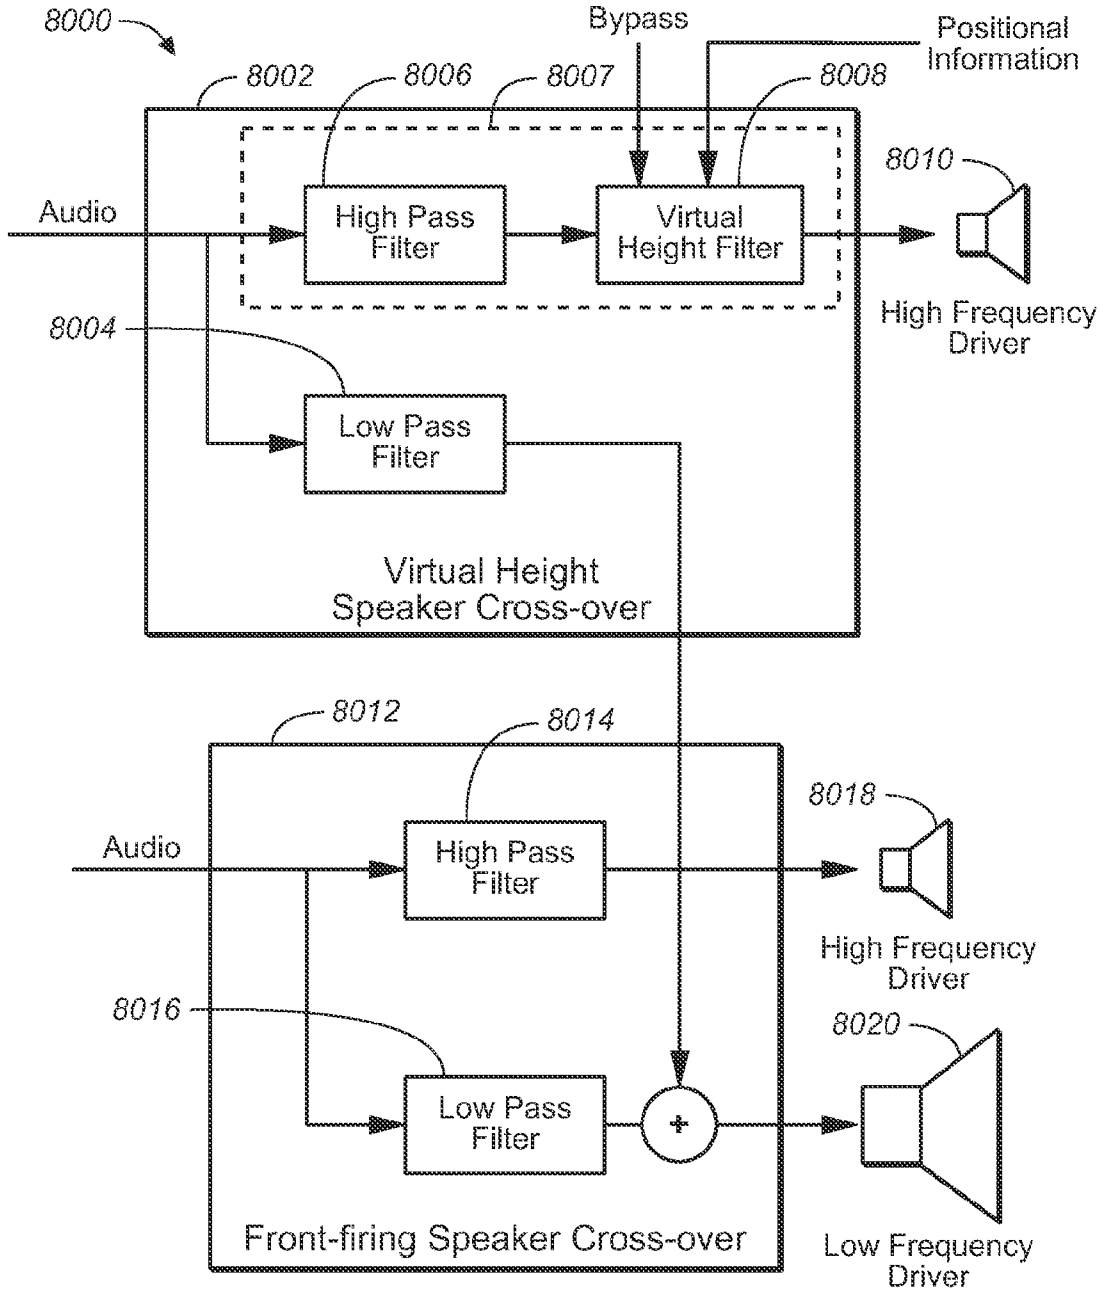 8000
Bypass
Positional
Information
8002
8006
8007
8008
8010
Audio
High Pass
Filter
Virtual
Height Filter
High Frequency
Driver
8004
Low Pass
Filter
Virtual Height
Speaker Cross-over
8012
8014
8018
Audio
High Pass
Filter
High Frequency
Driver
8016
8020
Low Pass
Filter
+
Front-firing Speaker Cross-over
Low Frequency
Driver